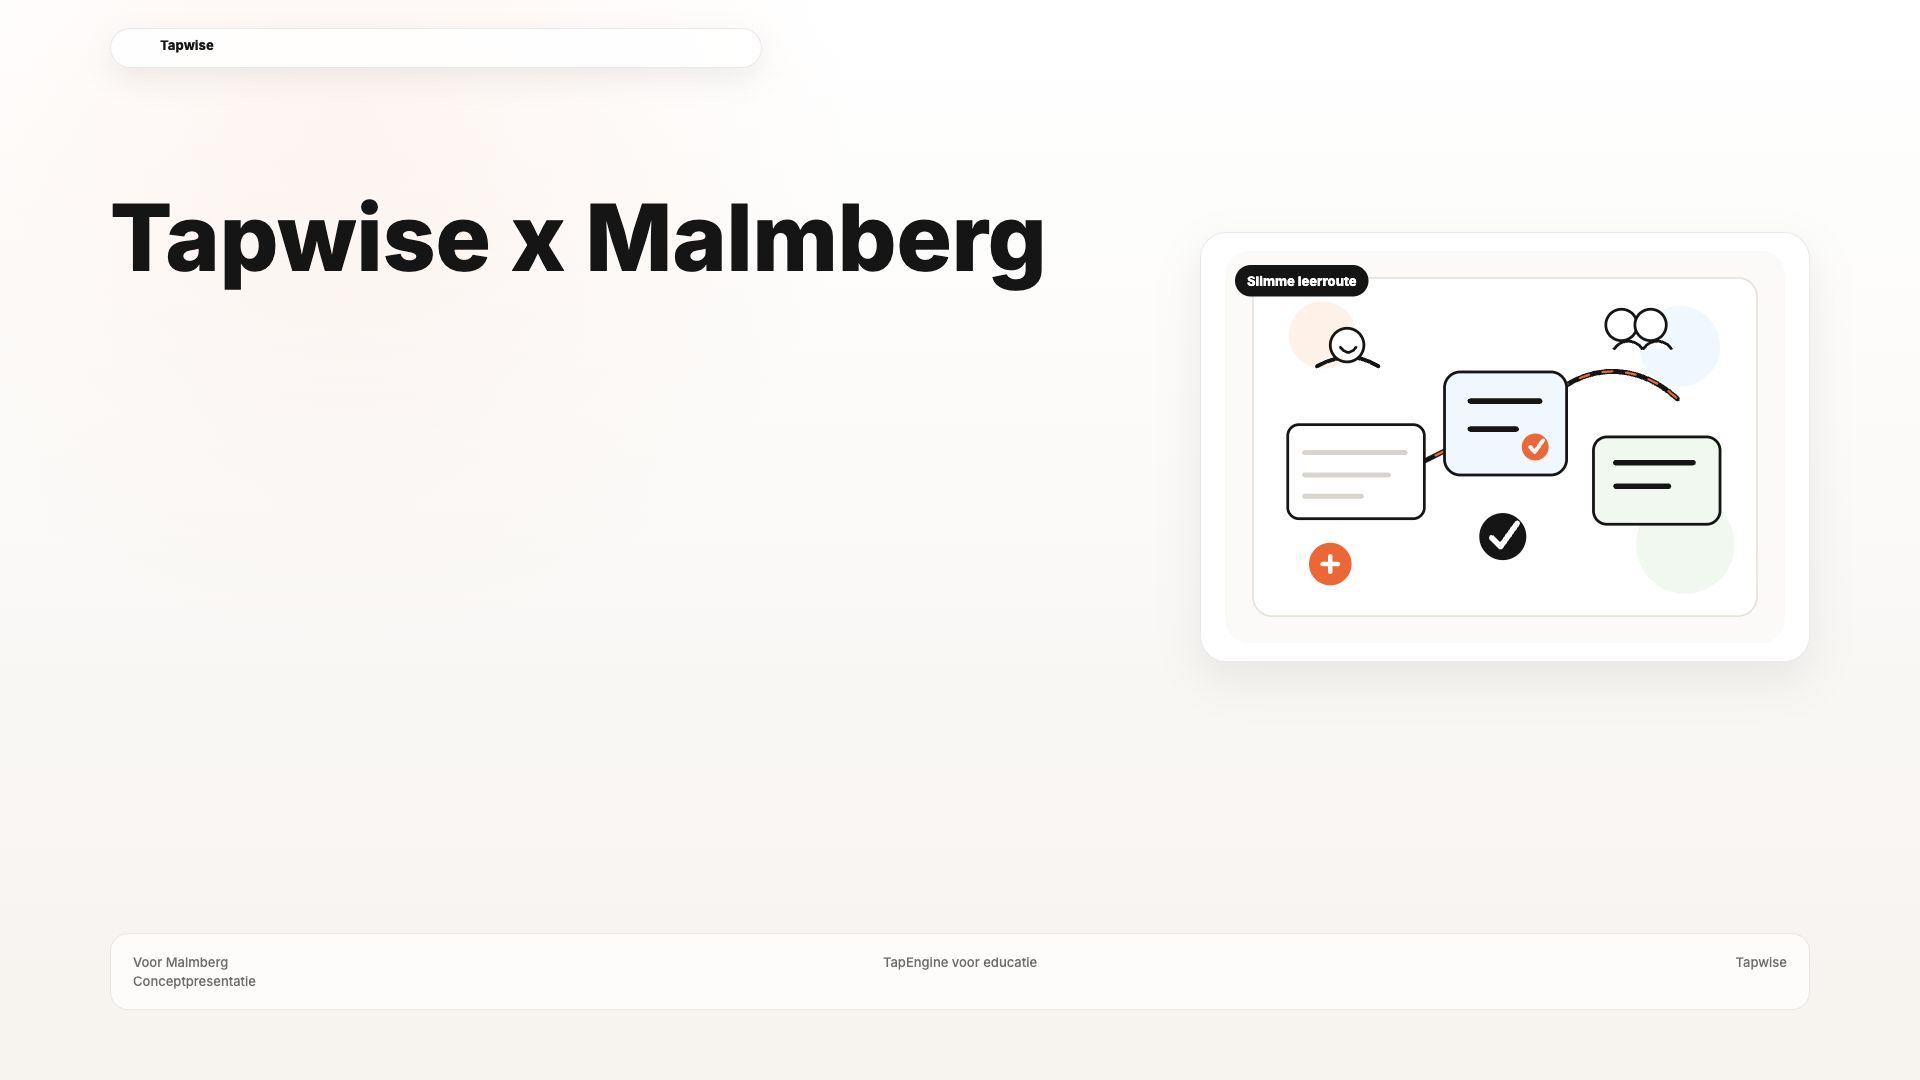 Tapwise
Tapwise x Malmberg
Slimme leerroute
Voor Malmberg
Conceptpresentatie
TapEngine voor educatie
Tapwise